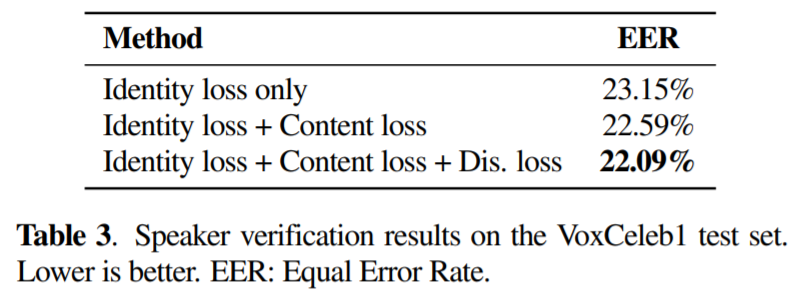 Method EER
Identity loss only 23.15%
Identity loss + Content loss 22.59%
Identity loss + Content loss + Dis. loss 22.09%
Table 3. Speaker verification results on the VoxCeleb1 test set.
Lower is better. EER: Equal Error Rate.